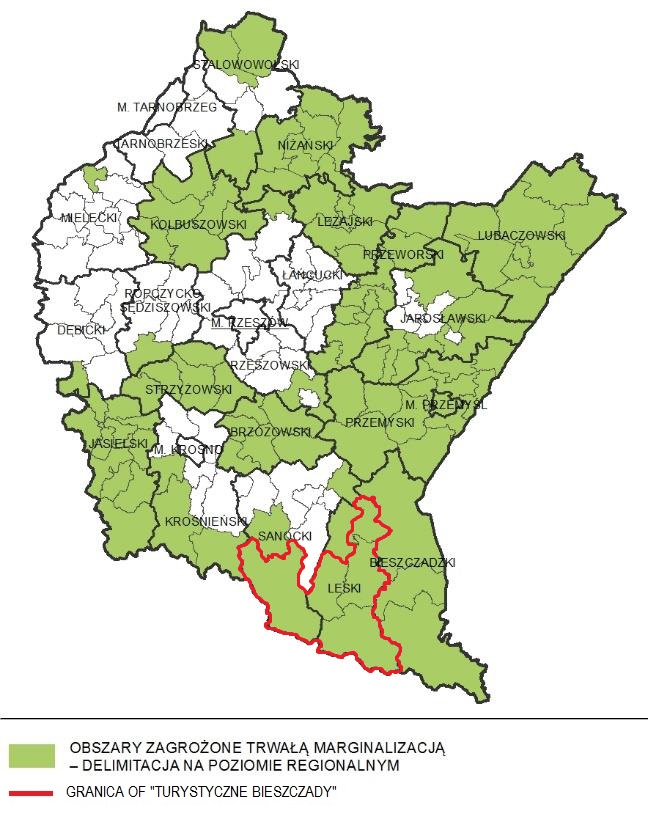 STALOWOWOLSKI
M. TARNOBRZEG
TARNOBRZESKI
NIŻAŃSKI
MIELECKI
KOLBUSZOWSKI
LEŻAJSKI
LUBACZOWSKI
PRZEWORSKI
ŁAŃCUCKI
ROPCZYCKO-
SĘDZISZOWSKI
M. RZESZÓW
JAROSŁAWSKI
DĘBICKI
RZESZOWSKI
STRZYŻOWSKI
M. PRZEMYŚL
PRZEMYSKI
BRZOZOWSKI
JASIELSKI
M. KROSNO
KROŚNIEŃSKI
SANOCKI
BIESZCZADZKI
LESKI
OBSZARY ZAGROŻONE TRWAŁĄ MARGINALIZACJĄ
– DELIMITACJA NA POZIOMIE REGIONALNYM
GRANICA OF "TURYSTYCZNE BIESZCZADY"